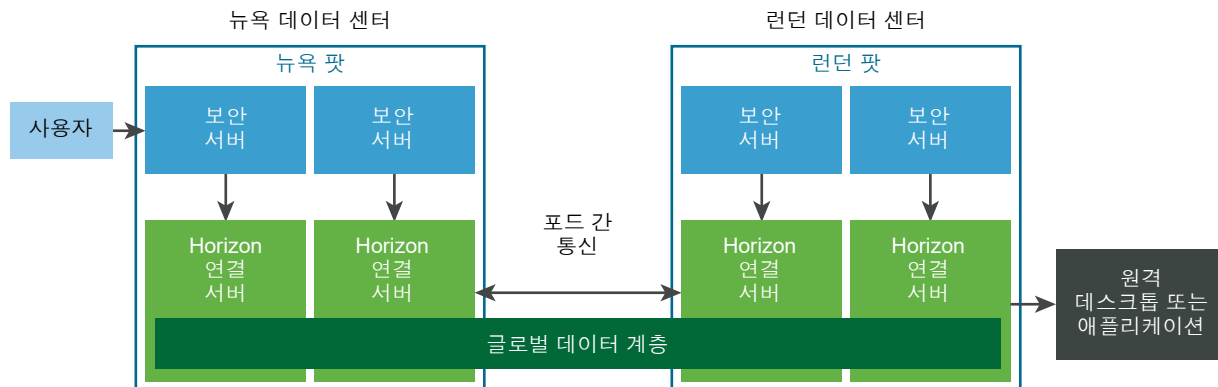 뉴욕 데이터 센터
런던 데이터 센터
뉴욕 팟
런던 팟
사용자
보안
서버
보안
서버
보안
서버
보안
서버
Horizon
연결
서버
Horizon
연결
서버
포드 간
통신
Horizon
연결
서버
Horizon
연결
서버
원격
데스크톱 또는
애플리케이션
글로벌 데이터 계층